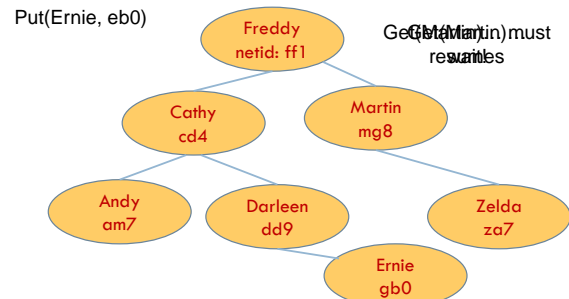 Put(Ernie, eb0)
Freddy
netid: ff1
Cathy
cd4
Martin
mg8
Andy
am7
Darleen
dd9
Zelda
za7
Ernie
gb0